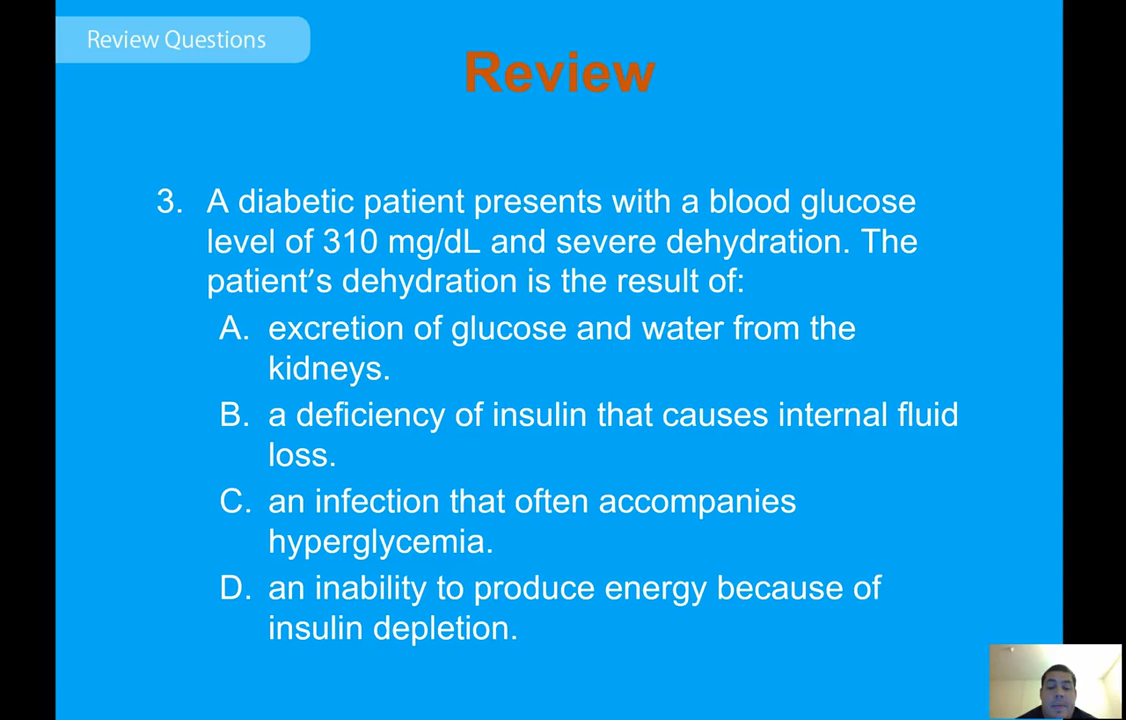 Review Questions
Review
3. A diabetic patient presents with a blood glucose
level of 310 mg/dL and severe dehydration. The
patient’s dehydration is the result of:
A. excretion of glucose and water from the
kidneys.
B. a deficiency of insulin that causes internal fluid
loss.
C. an infection that often accompanies
hyperglycemia.
D. an inability to produce energy because of
insulin depletion.